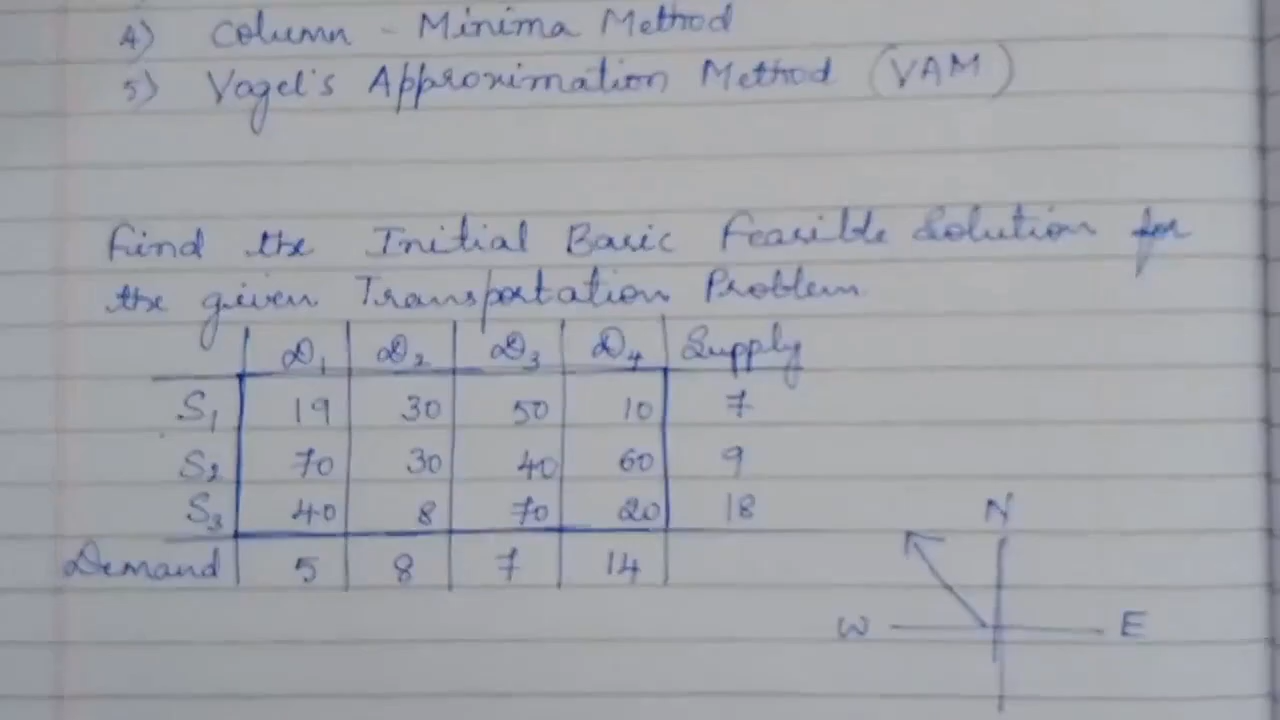 4) Column - Minima Method
5) Vogel's Approximation Method (VAM)
Find the Initial Basic Feasible Solution for
the given Transportation Problem
D1 D2 D3 D4 Supply
S1 19 30 50 10 7
S2 70 30 40 60 9
S3 40 8 70 20 18
Demand 5 8 7 14
N
W E